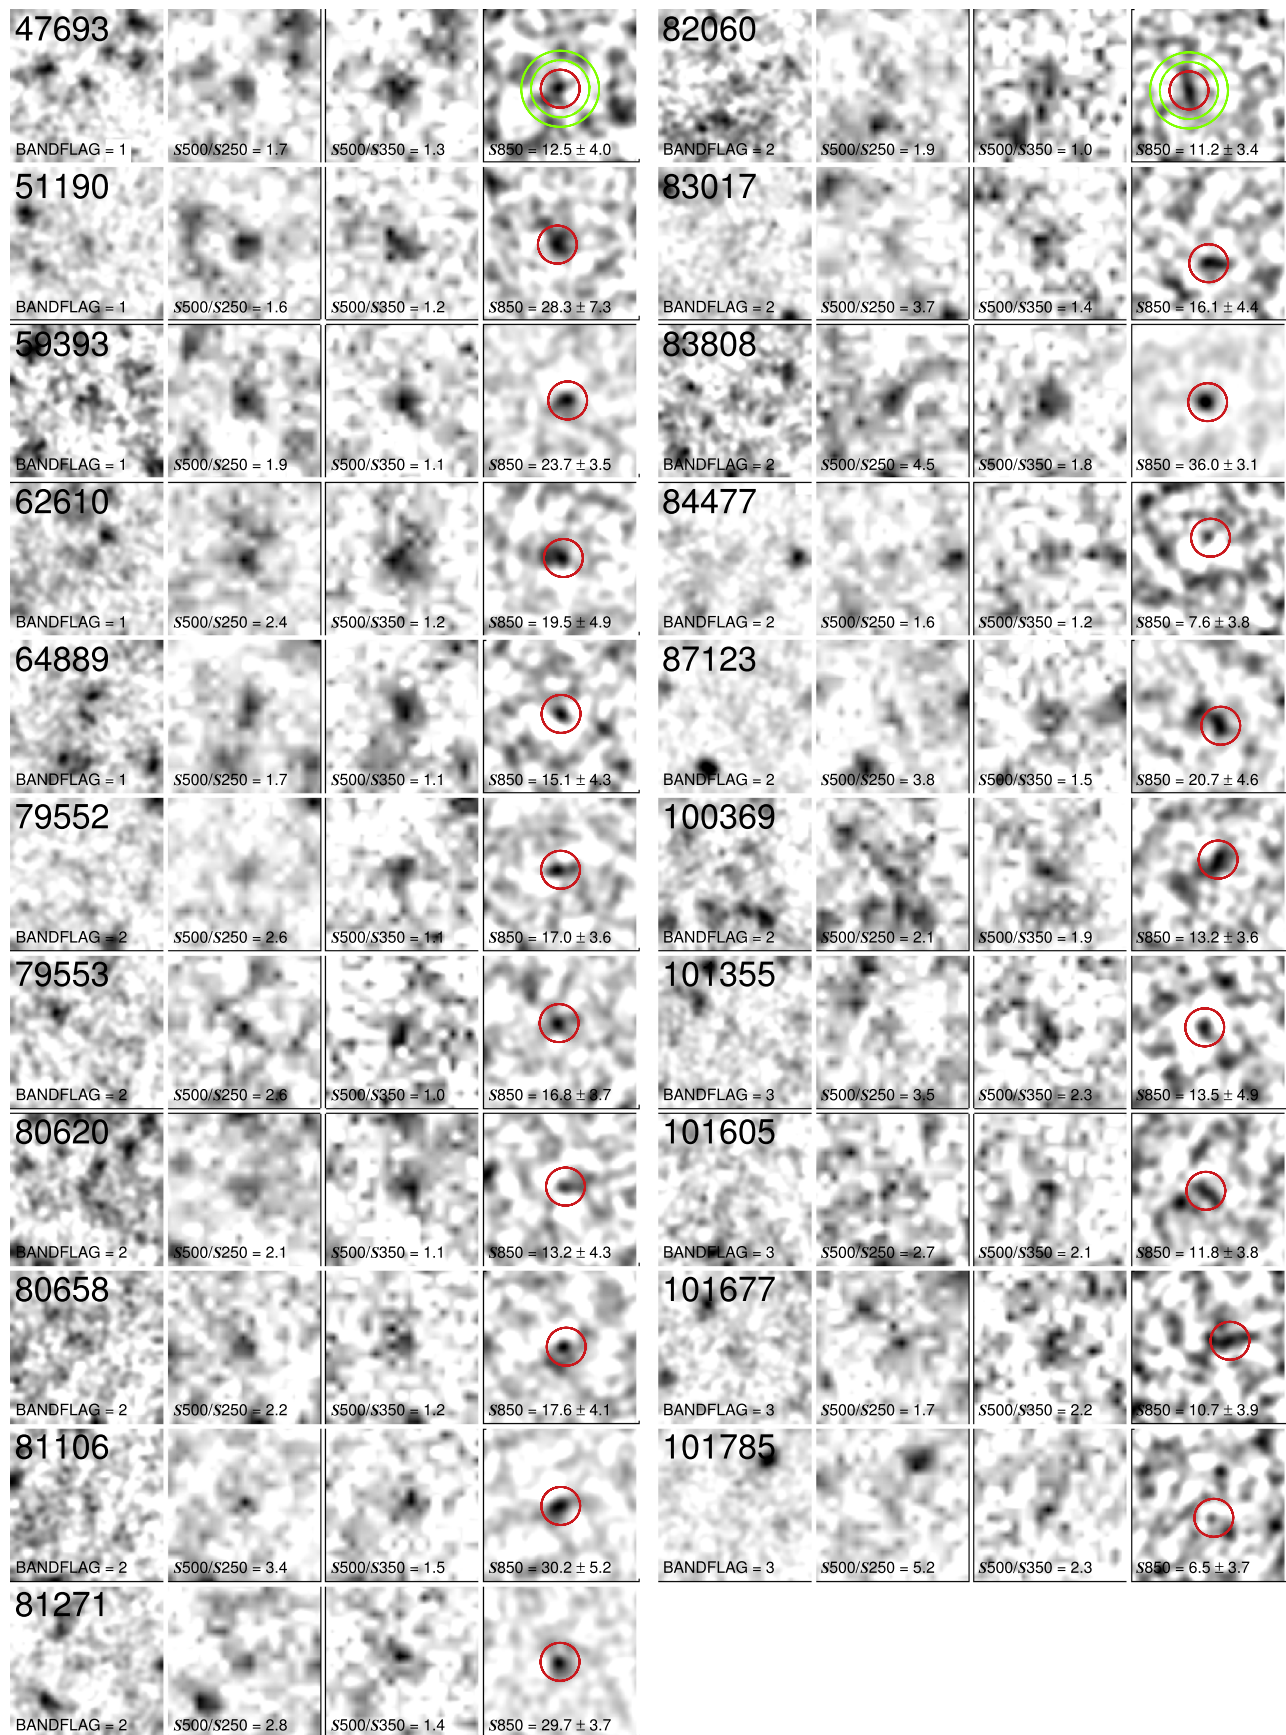 47693
BANDFLAG = 1 S500/S250 = 1.7 S500/S350 = 1.3 S850 = 12.5 ± 4.0
51190
BANDFLAG = 1 S500/S250 = 1.6 S500/S350 = 1.2 S850 = 28.3 ± 7.3
59393
BANDFLAG = 1 S500/S250 = 1.9 S500/S350 = 1.1 S850 = 23.7 ± 3.5
62610
BANDFLAG = 1 S500/S250 = 2.4 S500/S350 = 1.2 S850 = 19.5 ± 4.9
64889
BANDFLAG = 1 S500/S250 = 1.7 S500/S350 = 1.1 S850 = 15.1 ± 4.3
79552
BANDFLAG = 2 S500/S250 = 2.6 S500/S350 = 1.1 S850 = 17.0 ± 3.6
79553
BANDFLAG = 2 S500/S250 = 2.6 S500/S350 = 1.0 S850 = 16.8 ± 3.7
80620
BANDFLAG = 2 S500/S250 = 2.1 S500/S350 = 1.1 S850 = 13.2 ± 4.3
80658
BANDFLAG = 2 S500/S250 = 2.2 S500/S350 = 1.2 S850 = 17.6 ± 4.1
81106
BANDFLAG = 2 S500/S250 = 3.4 S500/S350 = 1.5 S850 = 30.2 ± 5.2
81271
BANDFLAG = 2 S500/S250 = 2.8 S500/S350 = 1.4 S850 = 29.7 ± 3.7
82060
BANDFLAG = 2 S500/S250 = 1.9 S500/S350 = 1.0 S850 = 11.2 ± 3.4
83017
BANDFLAG = 2 S500/S250 = 3.7 S500/S350 = 1.4 S850 = 16.1 ± 4.4
83808
BANDFLAG = 2 S500/S250 = 4.5 S500/S350 = 1.8 S850 = 36.0 ± 3.1
84477
BANDFLAG = 2 S500/S250 = 1.6 S500/S350 = 1.2 S850 = 7.6 ± 3.8
87123
BANDFLAG = 2 S500/S250 = 3.8 S500/S350 = 1.5 S850 = 20.7 ± 4.6
100369
BANDFLAG = 2 S500/S250 = 2.1 S500/S350 = 1.9 S850 = 13.2 ± 3.6
101355
BANDFLAG = 3 S500/S250 = 3.5 S500/S350 = 2.3 S850 = 13.5 ± 4.9
101605
BANDFLAG = 3 S500/S250 = 2.7 S500/S350 = 2.1 S850 = 11.8 ± 3.8
101677
BANDFLAG = 3 S500/S250 = 1.7 S500/S350 = 2.2 S850 = 10.7 ± 3.9
101785
BANDFLAG = 3 S500/S250 = 5.2 S500/S350 = 2.3 S850 = 6.5 ± 3.7